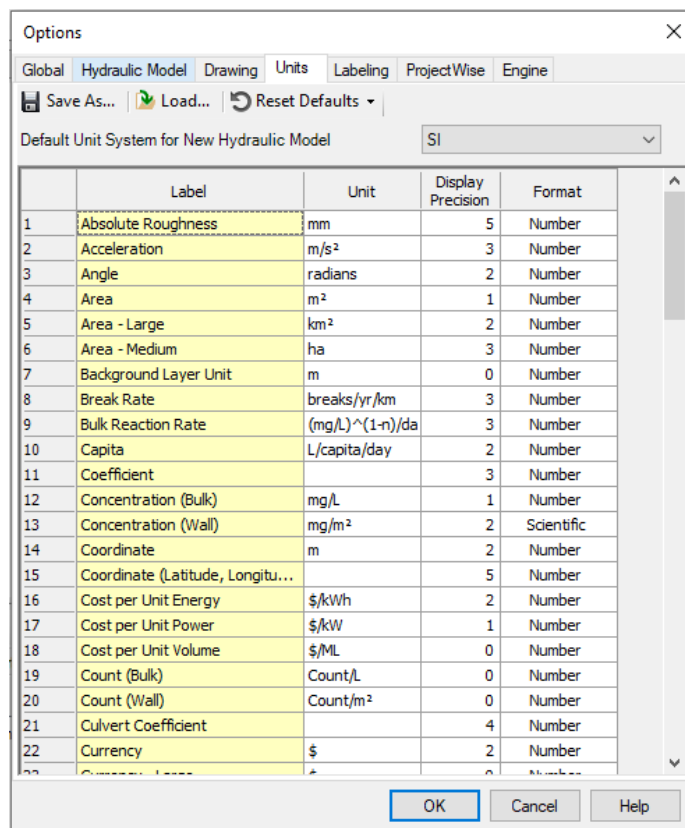 Options
Global Hydraulic Model Drawing Units Labeling ProjectWise Engine
Save As... Load... Reset Defaults
Default Unit System for New Hydraulic Model SI
Label Unit Display Precision Format
1 Absolute Roughness mm 5 Number
2 Acceleration m/s² 3 Number
3 Angle radians 2 Number
4 Area m² 1 Number
5 Area - Large km² 2 Number
6 Area - Medium ha 3 Number
7 Background Layer Unit m 0 Number
8 Break Rate breaks/yr/km 3 Number
9 Bulk Reaction Rate (mg/L)^(1-n)/da 3 Number
10 Capita L/capita/day 2 Number
11 Coefficient 3 Number
12 Concentration (Bulk) mg/L 1 Number
13 Concentration (Wall) mg/m² 2 Scientific
14 Coordinate m 2 Number
15 Coordinate (Latitude, Longitu... 5 Number
16 Cost per Unit Energy $/kWh 2 Number
17 Cost per Unit Power $/kW 1 Number
18 Cost per Unit Volume $/ML 0 Number
19 Count (Bulk) Count/L 0 Number
20 Count (Wall) Count/m² 0 Number
21 Culvert Coefficient 4 Number
22 Currency $ 2 Number
OK Cancel Help